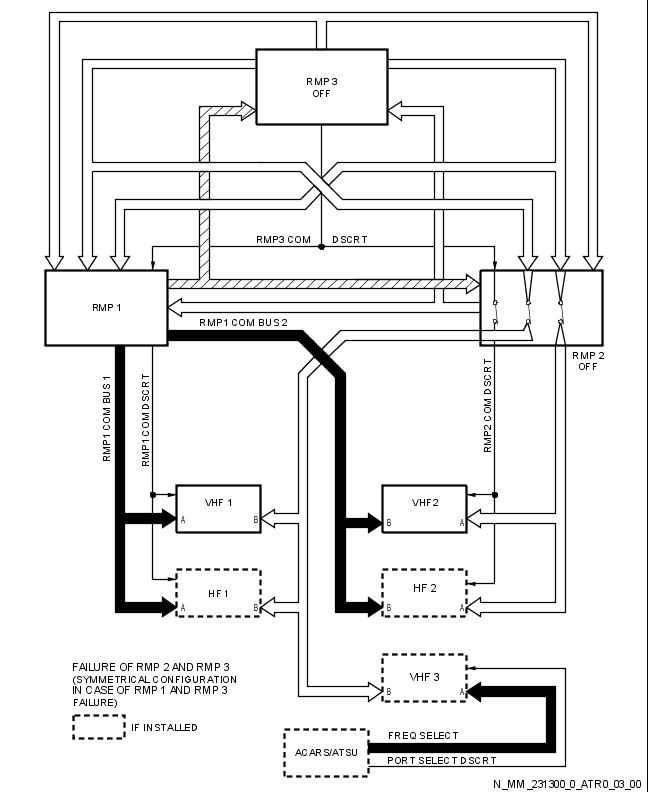 RMP 3
OFF
RMP3 COM DSCRT
RMP 1
RMP1 COM BUS 2
RMP 2
OFF
RMP1 COM BUS 1
RMP1 COM DSCRT
RMP2 COM DSCRT
VHF 1
A B
VHF2
B A
HF 1
A B
HF 2
B A
VHF 3
B A
FAILURE OF RMP 2 AND RMP 3
(SYMMETRICAL CONFIGURATION
IN CASE OF RMP 1 AND RMP 3
FAILURE)
IF INSTALLED
ACARS/ATSU
FREQ SELECT
PORT SELECT DSCRT
N_MM_231300_0_ATR0_03_00